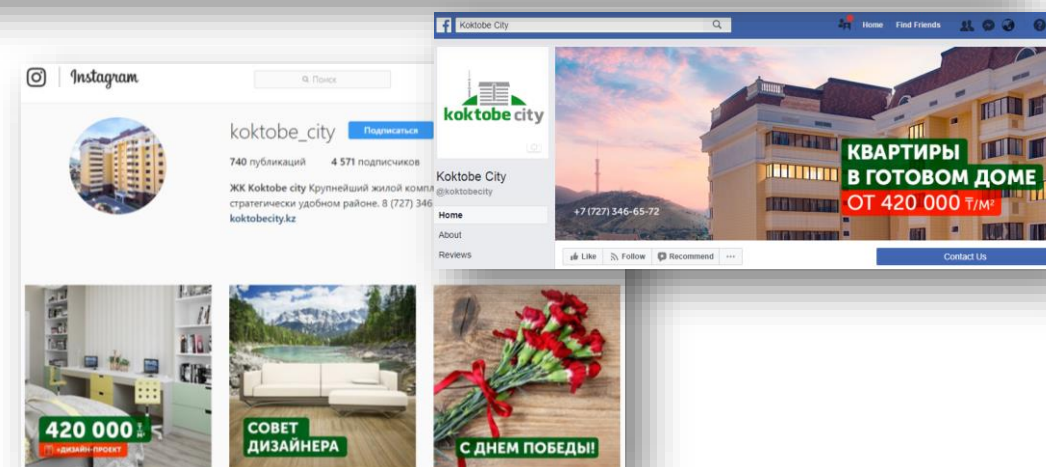 Instagram
Поиск
koktobe_city Подписаться
740 публикаций 4 571 подписчиков
ЖК Koktobe city Крупнейший жилой компл
стратегически удобном районе. 8 (727) 346
koktobecity.kz
420 000 ₸/м²
+ДИЗАЙН-ПРОЕКТ
СОВЕТ
ДИЗАЙНЕРА
С ДНЕМ ПОБЕДЫ!
f Koktobe City
Home Find Friends
koktobe city
Koktobe City
@koktobecity
Home
About
Reviews
+7 (727) 346-65-72
КВАРТИРЫ
В ГОТОВОМ ДОМЕ
ОТ 420 000 ₸/М²
Like Follow Recommend ...
Contact Us